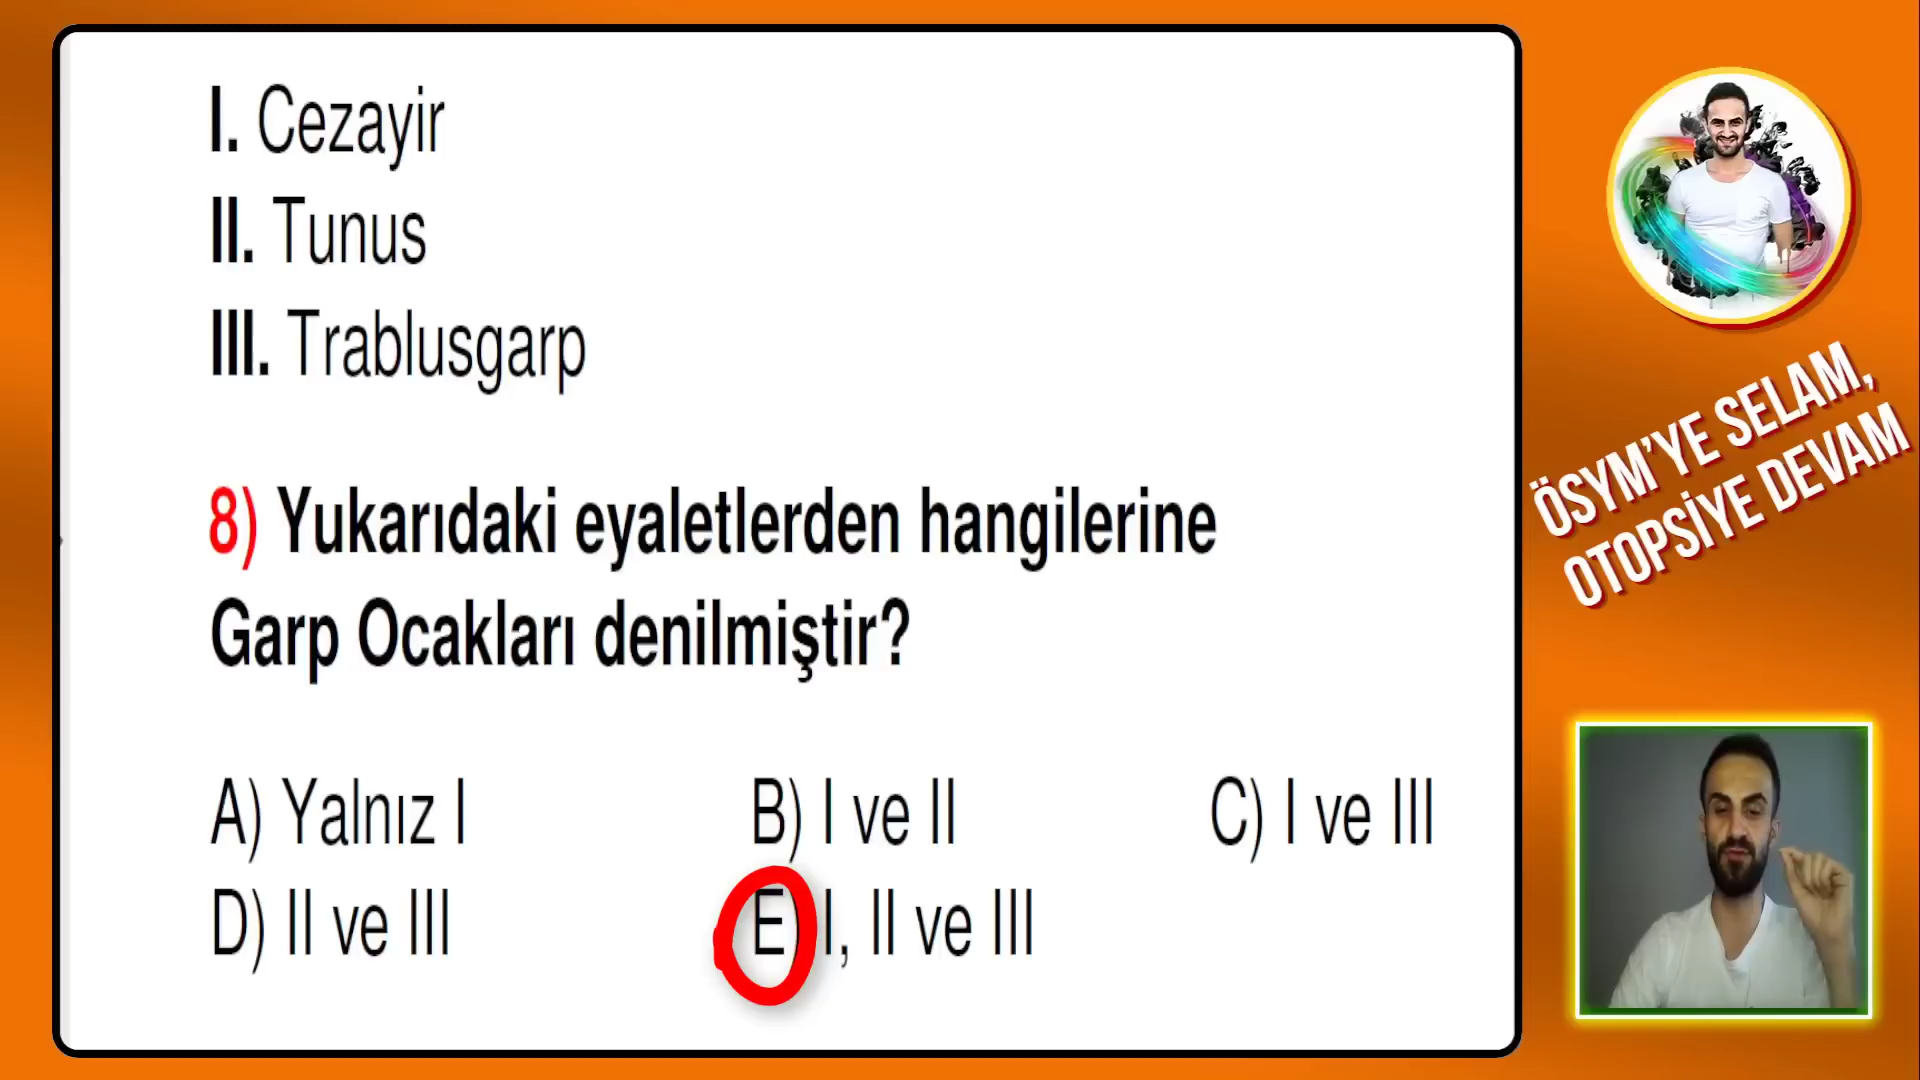 I. Cezayir
II. Tunus
III. Trablusgarp
8) Yukarıdaki eyaletlerden hangilerine
Garp Ocakları denilmiştir?
A) Yalnız I B) I ve II C) I ve III
D) II ve III E) I, II ve III
ÖSYM'YE SELAM,
OTOPSİYE DEVAM